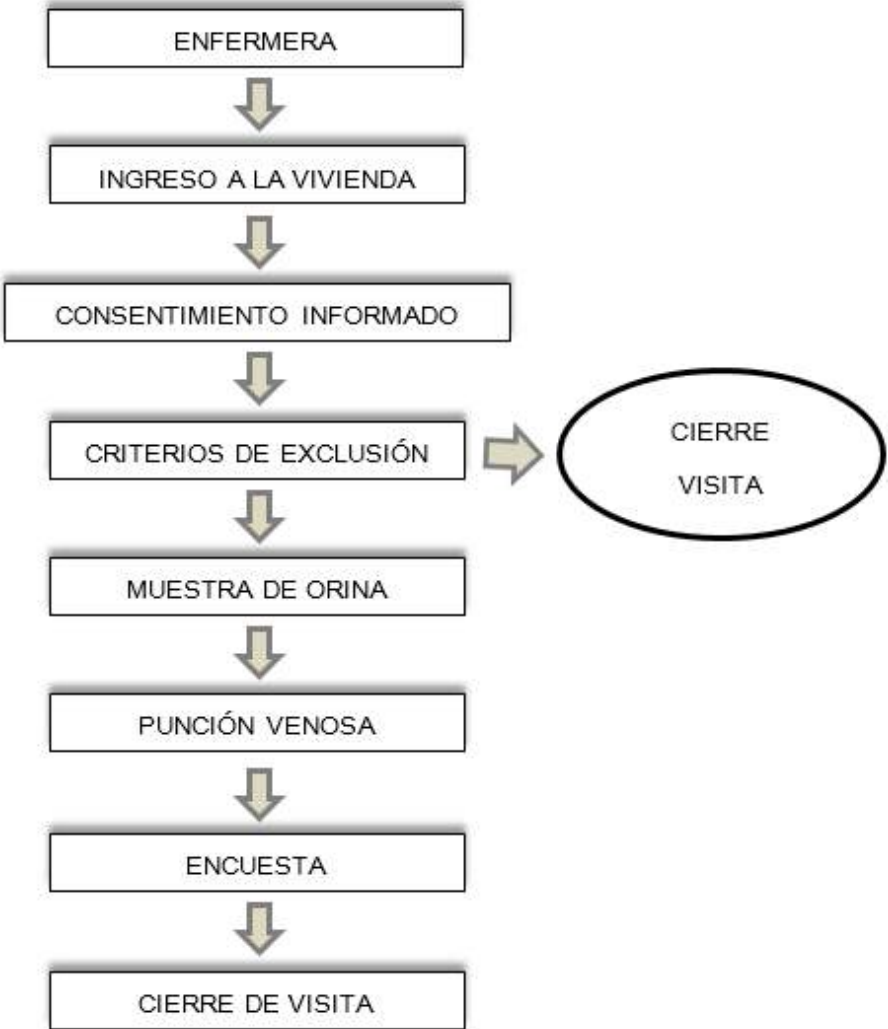 ENFERMERA
INGRESO A LA VIVIENDA
CONSENTIMIENTO INFORMADO
CRITERIOS DE EXCLUSIÓN
CIERRE
VISITA
MUESTRA DE ORINA
PUNCIÓN VENOSA
ENCUESTA
CIERRE DE VISITA